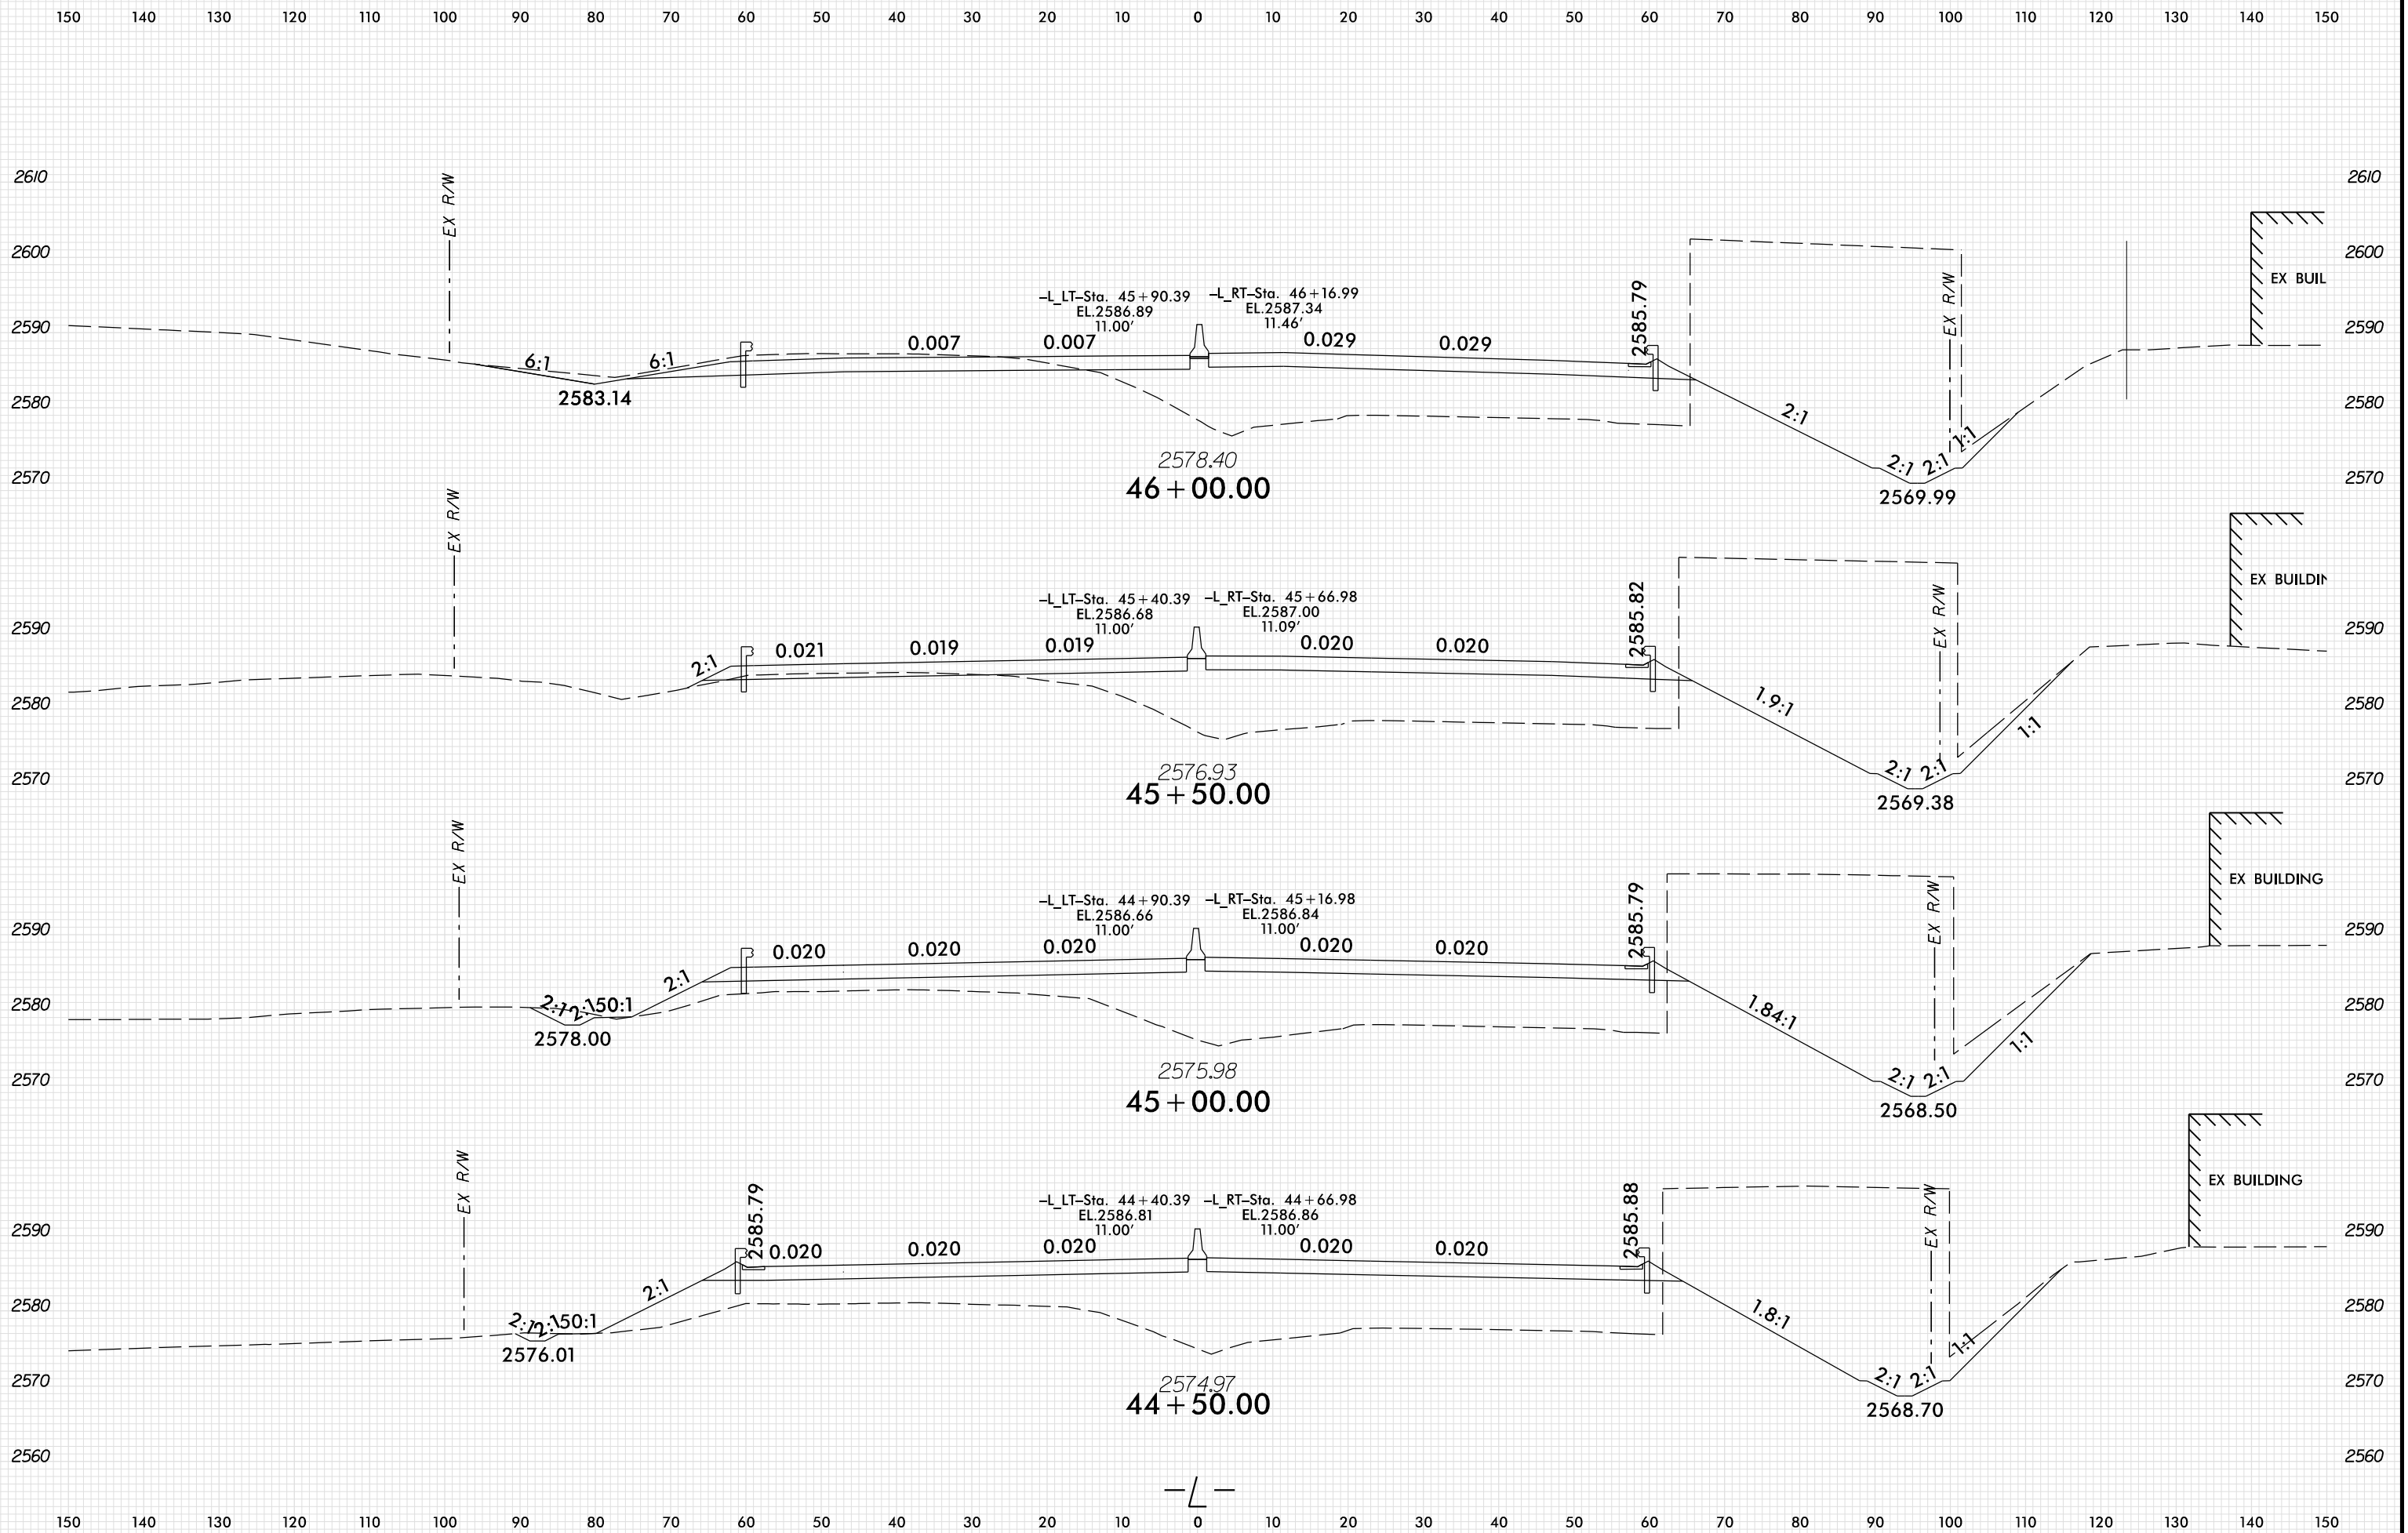 150 140 130 120 110 100 90 80 70 60 50 40 30 20 10 0 10 20 30 40 50 60 70 80 90 100 110 120 130 140 150
2610 EX R/W 2610
2600 EX R/W 2600
EX BUIL
–L_LT–Sta. 45+90.39 –L_RT–Sta. 46+16.99
EL.2586.89 EL.2587.34
11.00' 11.46'
2590 2585.79 2590
6:1 6:1 0.007 0.007 0.029 0.029
2580 2583.14 2:1 1:1 2580
2578.40 2:1 2:1
2570 46+00.00 2569.99 2570
EX R/W EX R/W
EX BUILDIN
–L_LT–Sta. 45+40.39 –L_RT–Sta. 45+66.98
EL.2586.68 EL.2587.00
11.00' 11.09'
2590 2585.82 2590
2:1 0.021 0.019 0.019 0.020 0.020
2580 1.9:1 1:1 2580
2570 2576.93 2:1 2:1 2570
45+50.00 2569.38
EX R/W EX R/W
EX BUILDING
–L_LT–Sta. 44+90.39 –L_RT–Sta. 45+16.98
EL.2586.66 EL.2586.84
11.00' 11.00'
2590 2585.79 2590
0.020 0.020 0.020 0.020 0.020
2580 2:1 2:1 50:1 2:1 1.84:1 1:1 2580
2578.00
2570 2575.98 2:1 2:1 2570
45+00.00 2568.50
EX R/W EX R/W
EX BUILDING
–L_LT–Sta. 44+40.39 –L_RT–Sta. 44+66.98
EL.2586.81 EL.2586.86
11.00' 11.00'
2590 2585.79 2585.88 2590
0.020 0.020 0.020 0.020 0.020
2580 2:1 2:1 50:1 2:1 1.8:1 1:1 2580
2576.01
2570 2574.97 2:1 2:1 2570
44+50.00 2568.70
2560 2560
–L–
150 140 130 120 110 100 90 80 70 60 50 40 30 20 10 0 10 20 30 40 50 60 70 80 90 100 110 120 130 140 150